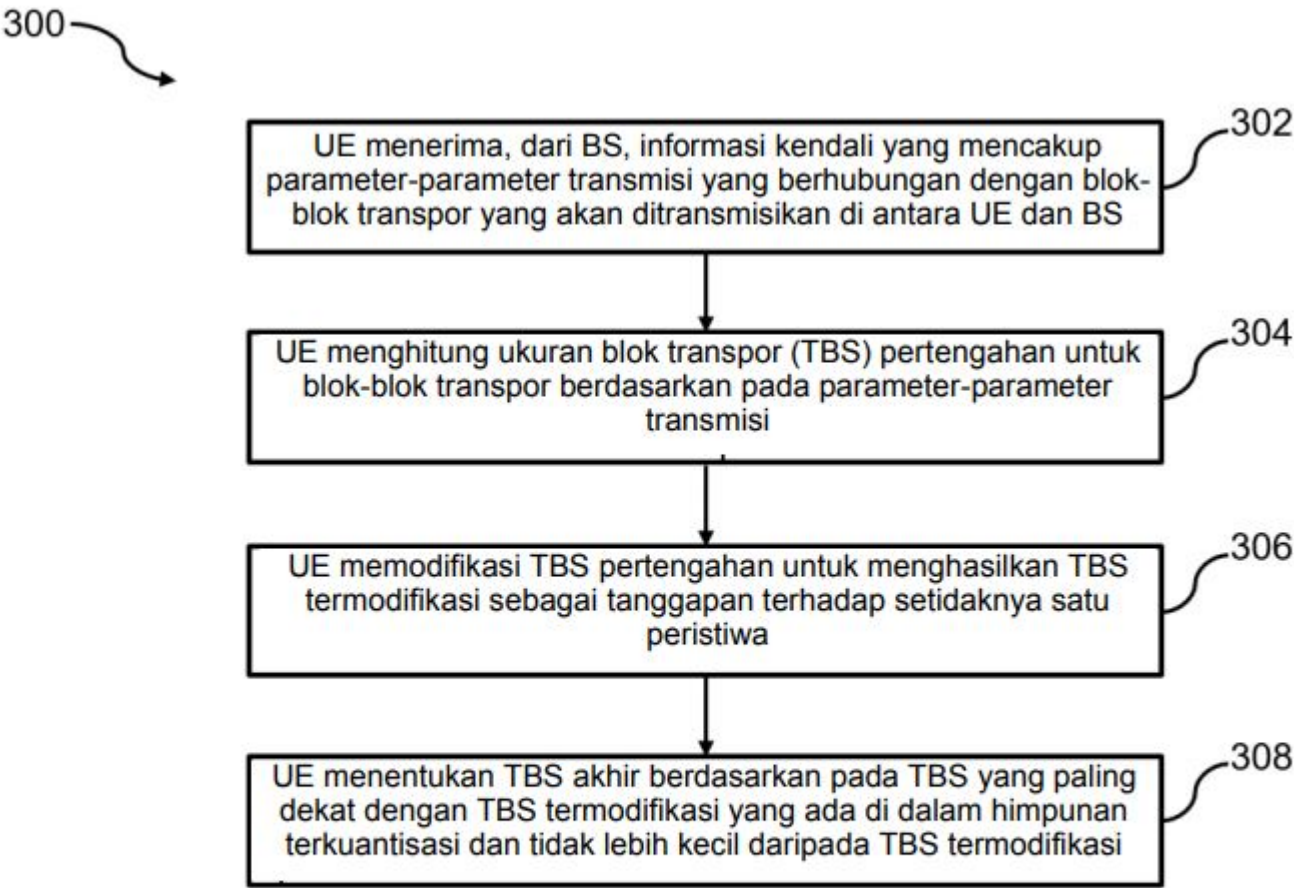 300
302
UE menerima, dari BS, informasi kendali yang mencakup
parameter-parameter transmisi yang berhubungan dengan blok-
blok transpor yang akan ditransmisikan di antara UE dan BS
304
UE menghitung ukuran blok transpor (TBS) pertengahan untuk
blok-blok transpor berdasarkan pada parameter-parameter
transmisi
306
UE memodifikasi TBS pertengahan untuk menghasilkan TBS
termodifikasi sebagai tanggapan terhadap setidaknya satu
peristiwa
308
UE menentukan TBS akhir berdasarkan pada TBS yang paling
dekat dengan TBS termodifikasi yang ada di dalam himpunan
terkuantisasi dan tidak lebih kecil daripada TBS termodifikasi